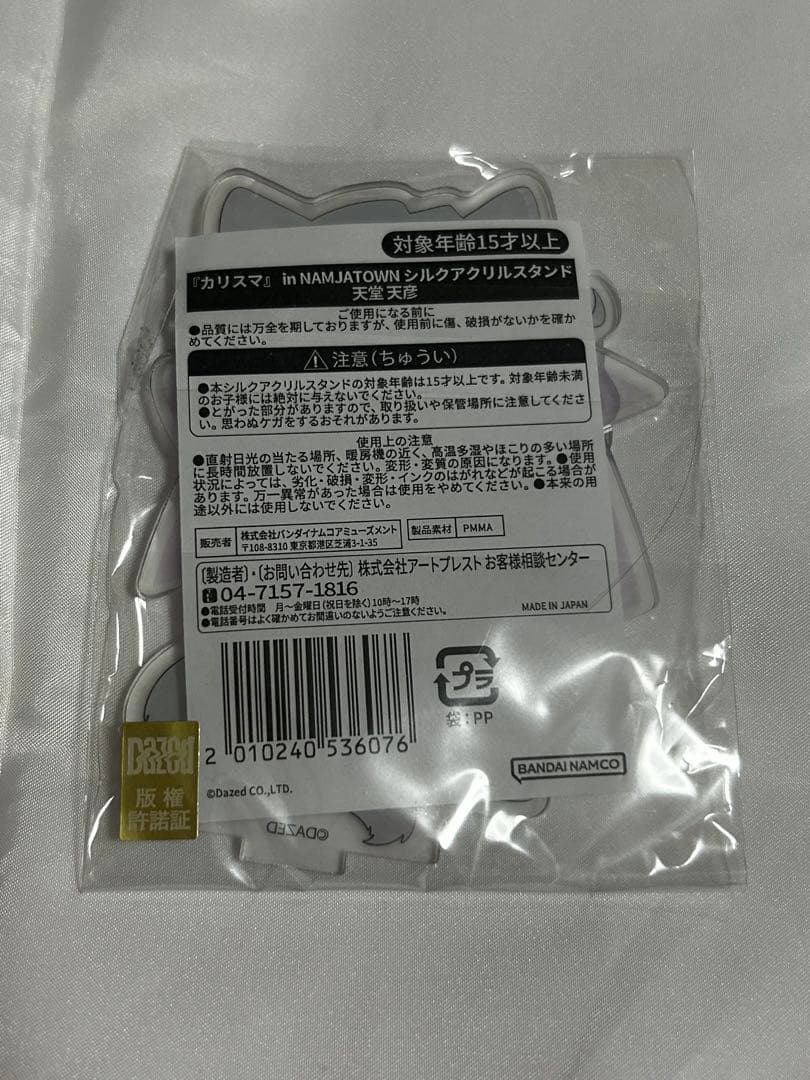 対象年齢15才以上
『カリスマ』 in NAMJATOWN シルクアクリルスタンド
天堂 天彦
ご使用になる前に
●品質には万全を期しておりますが、使用前に傷、破損がないかを確か
めてください。
⚠ 注意(ちゅうい)
●本シルクアクリルスタンドの対象年齢は15才以上です。対象年齢未満
のお子様には絶対に与えないでください。
●とがった部分がありますので、取り扱いや保管場所に注意してくださ
い。思わぬケガをするおそれがあります。
使用上の注意
●直射日光の当たる場所、暖房機の近く、高温多湿やほこりの多い場所
に長時間放置しないでください。変形・変質の原因になります。●使用
状況によっては、劣化・破損・変形・インクのはがれなどが起こる場合が
あります。万一異常があった場合は使用をやめてください。●本来の用
途以外には使用しないでください。
販売者 株式会社バンダイナムコアミューズメント
〒108-8310 東京都港区芝浦3-1-35
製品素材 PMMA
〔製造者〕・〔お問い合わせ先〕 株式会社アートプレスト お客様相談センター
04-7157-1816
●電話受付時間 月〜金曜日(祝日を除く)10時〜17時
●電話番号はよく確かめてお間違いのないようご注意ください。
MADE IN JAPAN
プラ
袋:PP
2 010240 536076
BANDAI NAMCO
©Dazed CO.,LTD.
Dazed
版権
許諾証
©DAZED